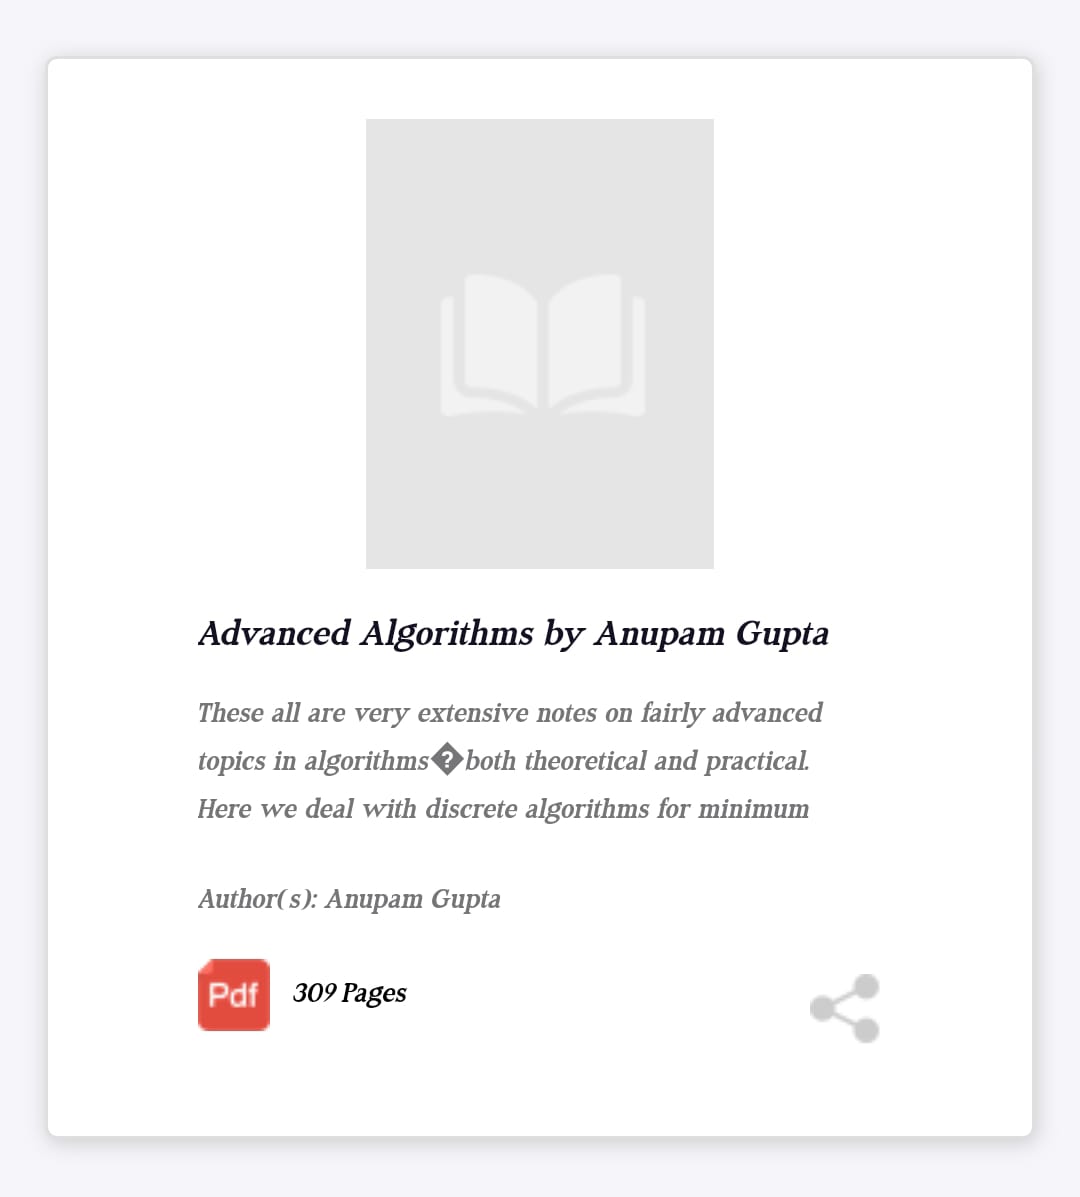 Advanced Algorithms by Anupam Gupta
These all are very extensive notes on fairly advanced
topics in algorithms�both theoretical and practical.
Here we deal with discrete algorithms for minimum
Author(s): Anupam Gupta
Pdf 309 Pages